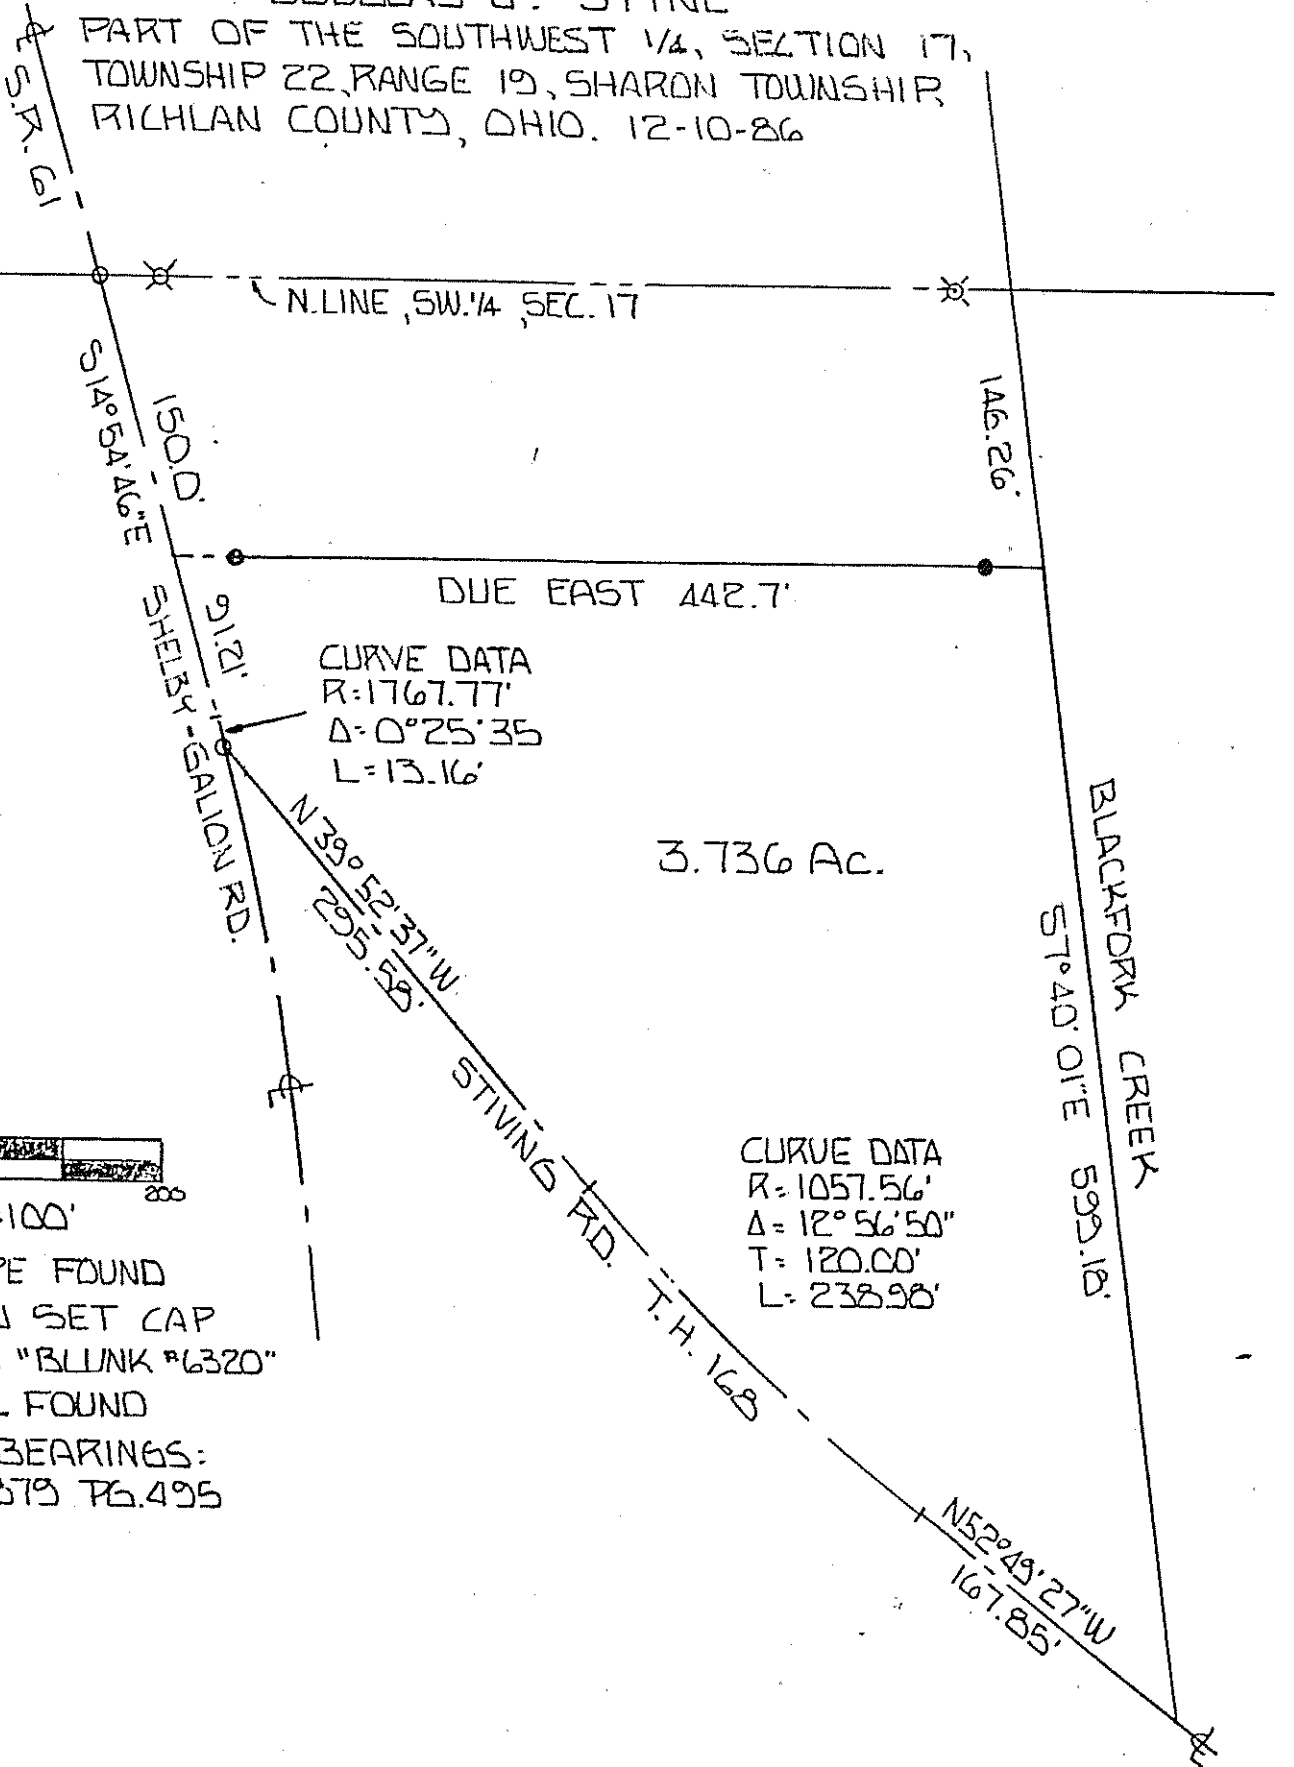 PART OF THE SOUTHWEST 1/4, SECTION 17,
TOWNSHIP 22, RANGE 19, SHARON TOWNSHIP,
RICHLAN COUNTY, OHIO. 12-10-86
S.R. 61
N.LINE, SW.1/4, SEC. 17
S14°54'46"E
150.0'
146.26'
DUE EAST 442.7'
91.21'
SHELBY-GALION RD.
CURVE DATA
R=1767.77'
Δ=0°25'35
L=13.16'
N39°52'37"W
295.58'
3.736 Ac.
BLACKFORK CREEK
S7°40'01"E 599.18'
STIVING RD. T.H. 168
CURVE DATA
R=1057.56'
Δ=12°56'50"
T=120.00'
L=238.98'
200
=100'
FOUND
SET CAP
"BLUNK #6320"
FOUND
BEARINGS:
379 PG.495
N52°49'27"W
167.85'